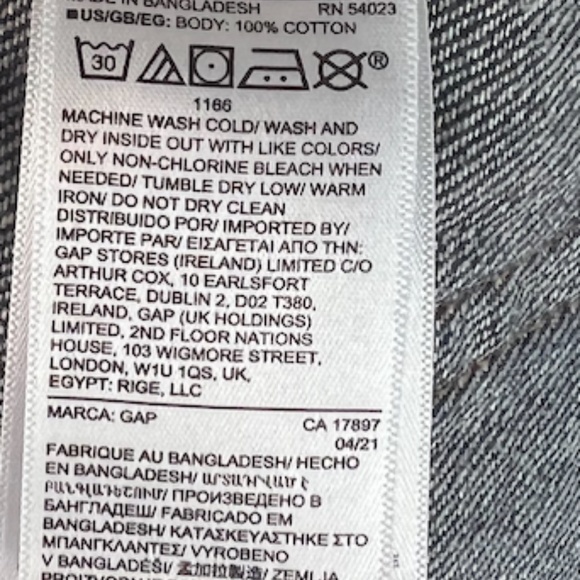 MADE IN BANGLADESH RN 54023
■US/GB/EG: BODY: 100% COTTON
30 ®
1166
MACHINE WASH COLD/ WASH AND
DRY INSIDE OUT WITH LIKE COLORS/
ONLY NON-CHLORINE BLEACH WHEN
NEEDED/ TUMBLE DRY LOW/ WARM
IRON/ DO NOT DRY CLEAN
DISTRIBUIDO POR/ IMPORTED BY/
IMPORTE PAR/ ΕΙΣΑΓΕΤΑΙ ΑΠΟ ΤΗΝ:
GAP STORES (IRELAND) LIMITED C/O
ARTHUR COX, 10 EARLSFORT
TERRACE, DUBLIN 2, D02 T380,
IRELAND, GAP (UK HOLDINGS)
LIMITED, 2ND FLOOR NATIONS
HOUSE, 103 WIGMORE STREET,
LONDON, W1U 1QS, UK,
EGYPT: RIGE, LLC
MARCA: GAP CA 17897
04/21
FABRIQUE AU BANGLADESH/ HECHO
EN BANGLADESH/ ԱՐՏԱԴՐՎԱԾ Է
ԲԱՆԳԼԱԴԵՇՈՒՄ/ ПРОИЗВЕДЕНО В
БАНГЛАДЕШ/ FABRICADO EM
BANGLADESH/ ΚΑΤΑΣΚΕΥΑΣΤΗΚΕ ΣΤΟ
ΜΠΑΝΓΚΛΑΝΤΕΣ/ VYROBENO
V BANGLADÉSI/ 孟加拉製造/ ZEMLJA